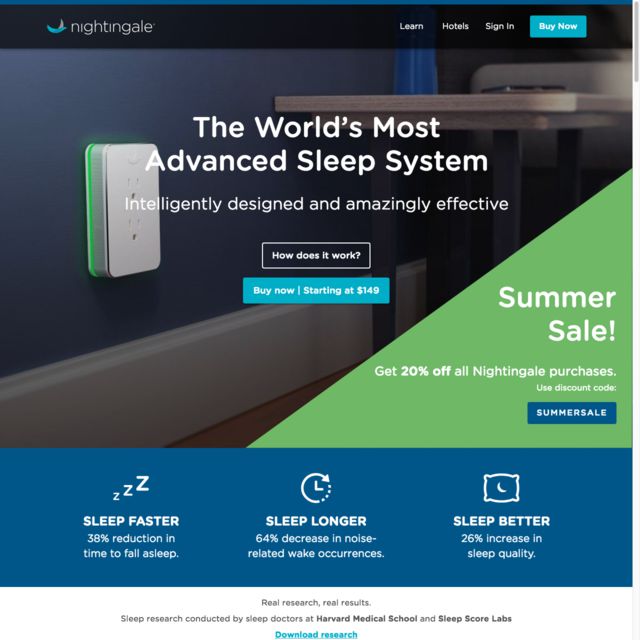 nightingale
Learn
Hotels
Sign In
Buy Now
The World's Most
Advanced Sleep System
Intelligently designed and amazingly effective
How does it work?
Buy now | Starting at $149
Summer
Sale!
Get 20% off all Nightingale purchases.
Use discount code:
SUMMERSALE
z z Z
SLEEP FASTER
38% reduction in
time to fall asleep.
SLEEP LONGER
64% decrease in noise-
related wake occurrences.
SLEEP BETTER
26% increase in
sleep quality.
Real research, real results.
Sleep research conducted by sleep doctors at Harvard Medical School and Sleep Score Labs
Download research